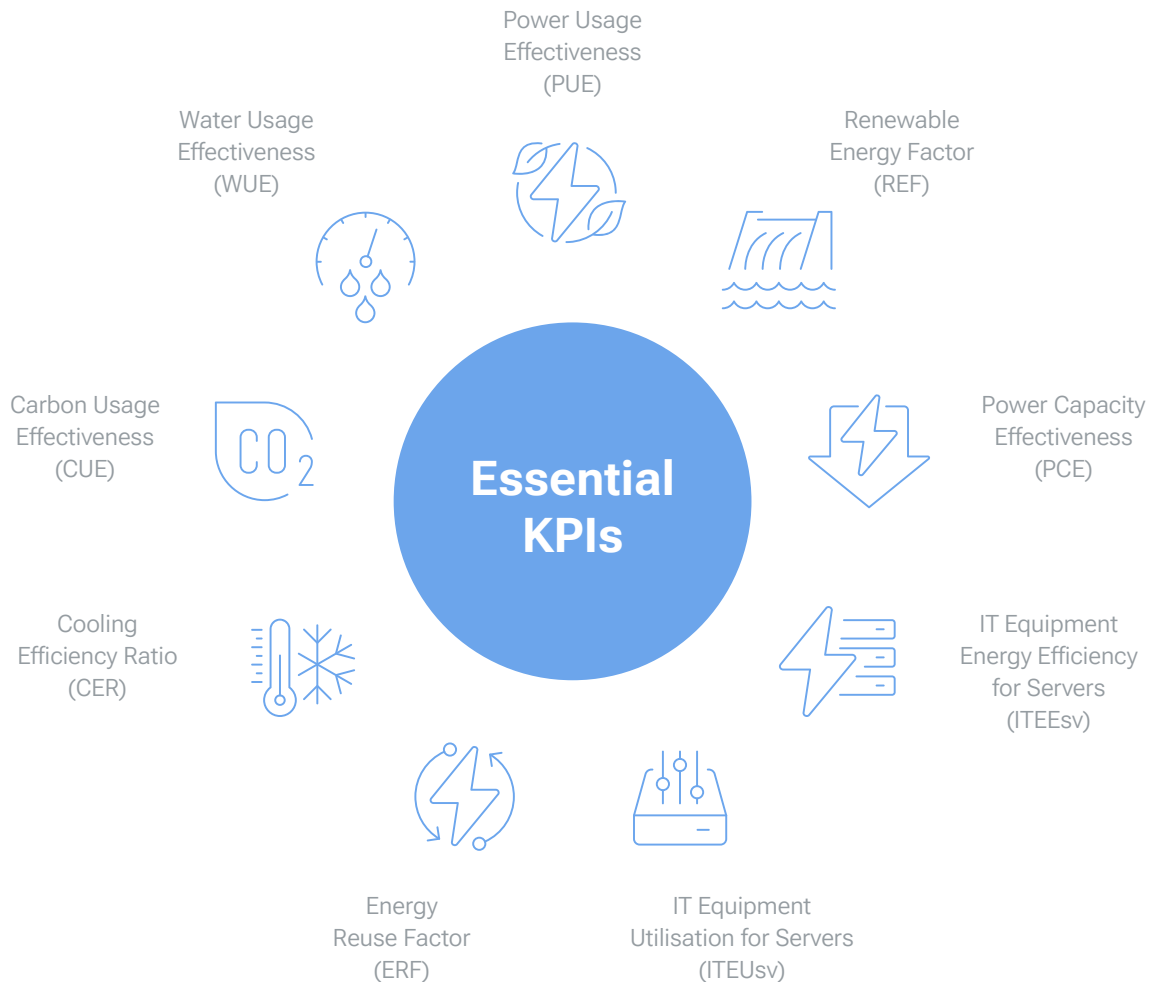 Power Usage
Effectiveness
(PUE)
Water Usage
Effectiveness
(WUE)
Renewable
Energy Factor
(REF)
Carbon Usage
Effectiveness
(CUE)
CO2
Essential
KPIs
Power Capacity
Effectiveness
(PCE)
Cooling
Efficiency Ratio
(CER)
IT Equipment
Energy Efficiency
for Servers
(ITEEsv)
Energy
Reuse Factor
(ERF)
IT Equipment
Utilisation for Servers
(ITEUsv)